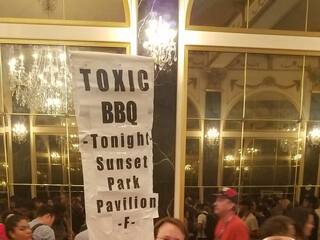 TOXIC
BBQ
-Tonight-
Sunset
Park
Pavilion
-F-